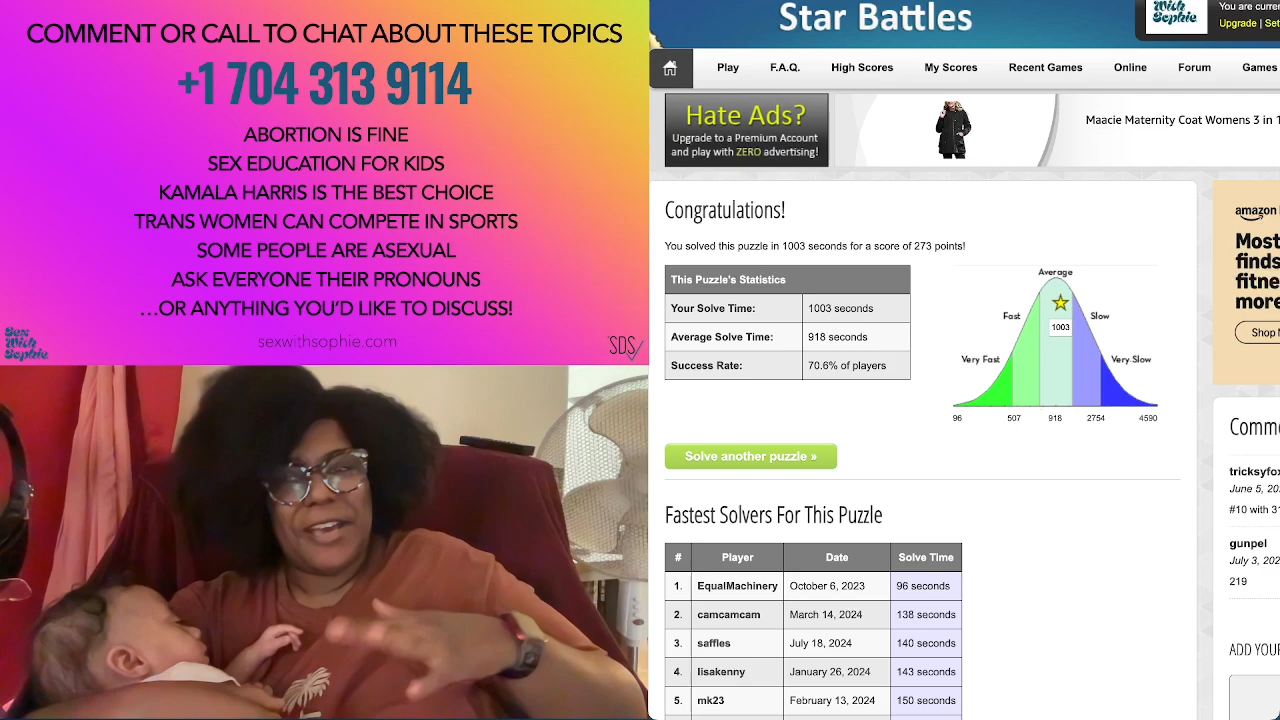 COMMENT OR CALL TO CHAT ABOUT THESE TOPICS
+1 704 313 9114
ABORTION IS FINE
SEX EDUCATION FOR KIDS
KAMALA HARRIS IS THE BEST CHOICE
TRANS WOMEN CAN COMPETE IN SPORTS
SOME PEOPLE ARE ASEXUAL
ASK EVERYONE THEIR PRONOUNS
...OR ANYTHING YOU'D LIKE TO DISCUSS!
sexwithsophie.com
Sex
With
Sophie
SDS
Star Battles
With
Sophie
You are curre
Upgrade | Set
Play F.A.Q. High Scores My Scores Recent Games Online Forum Games
Hate Ads?
Upgrade to a Premium Account
and play with ZERO advertising!
Maacie Maternity Coat Womens 3 in 1
Congratulations!
You solved this puzzle in 1003 seconds for a score of 273 points!
This Puzzle's Statistics
Your Solve Time: 1003 seconds
Average Solve Time: 918 seconds
Success Rate: 70.6% of players
Average
Fast Slow
1003
Very Fast Very Slow
96 507 918 2754 4590
Solve another puzzle »
Fastest Solvers For This Puzzle
# Player Date Solve Time
1. EqualMachinery October 6, 2023 96 seconds
2. camcamcam March 14, 2024 138 seconds
3. saffles July 18, 2024 140 seconds
4. lisakenny January 26, 2024 143 seconds
5. mk23 February 13, 2024 150 seconds
amazon
Most
finds
fitne
more
Shop
Comme
tricksyfox
June 5, 20
#10 with 31
gunpel
July 3, 202
219
ADD YOUR